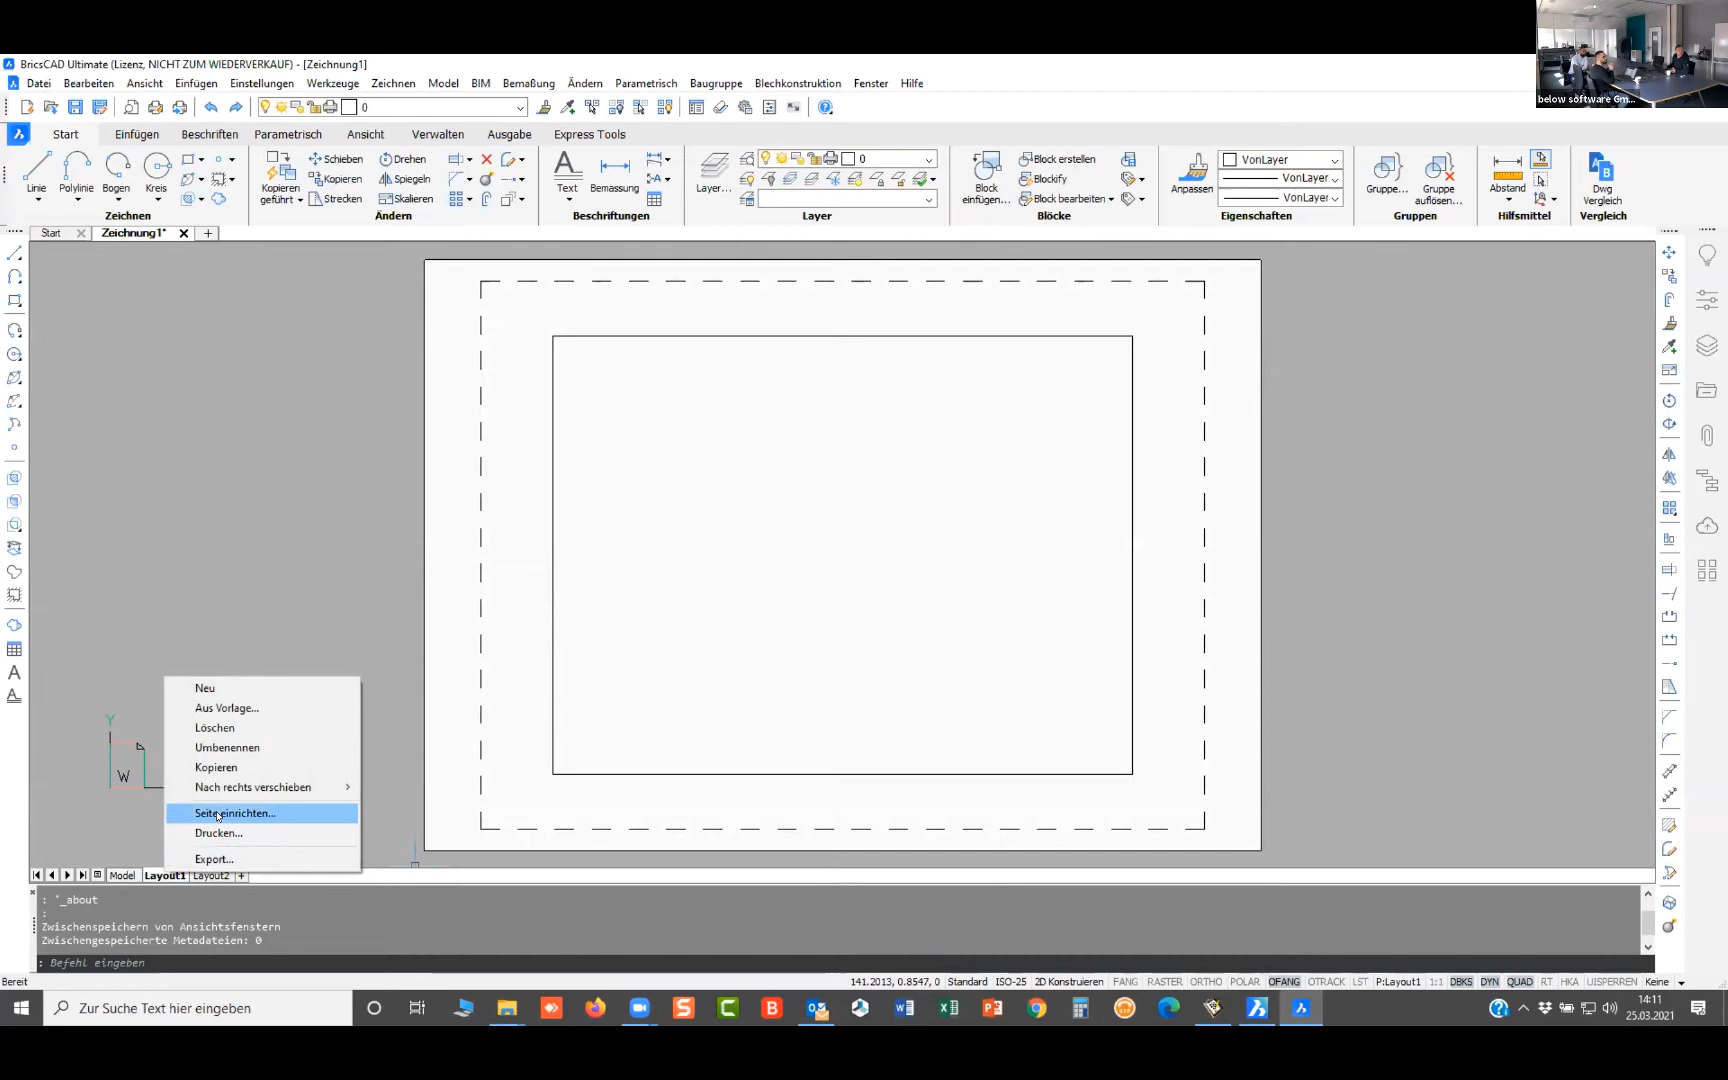 below software Gm...
BricsCAD Ultimate (Lizenz, NICHT ZUM WIEDERVERKAUF) - [Zeichnung1]
Datei Bearbeiten Ansicht Einfügen Einstellungen Werkzeuge Zeichnen Model BIM Bemaßung Ändern Parametrisch Baugruppe Blechkonstruktion Fenster Hilfe
0
Start Einfügen Beschriften Parametrisch Ansicht Verwalten Ausgabe Express Tools
Schieben Drehen 0 Block erstellen VonLayer
Linie Polylinie Bogen Kreis Kopieren geführt Kopieren Spiegeln Text Bemassung Layer... Block einfügen... Blockify Anpassen VonLayer Gruppe... Gruppe auflösen... Abstand Dwg Vergleich
Strecken Skalieren Block bearbeiten VonLayer
Zeichnen Ändern Beschriftungen Layer Blöcke Eigenschaften Gruppen Hilfsmittel Vergleich
Start Zeichnung1*
Neu
Aus Vorlage...
Löschen
Umbenennen
Kopieren
Nach rechts verschieben
Seite einrichten...
Drucken...
Export...
Y
W
Model Layout1 Layout2 +
: '_about
:
Zwischenspeichern von Ansichtsfenstern
Zwischengespeicherte Metadateien: 0
: Befehl eingeben
Bereit 141.2013, 0.8547, 0 Standard ISO-25 2D Konstruieren FANG RASTER ORTHO POLAR OFANG OTRACK LST P:Layout1 1:1 DBKS DYN QUAD RT HKA UISPERREN Keine
Zur Suche Text hier eingeben
14:11
25.03.2021